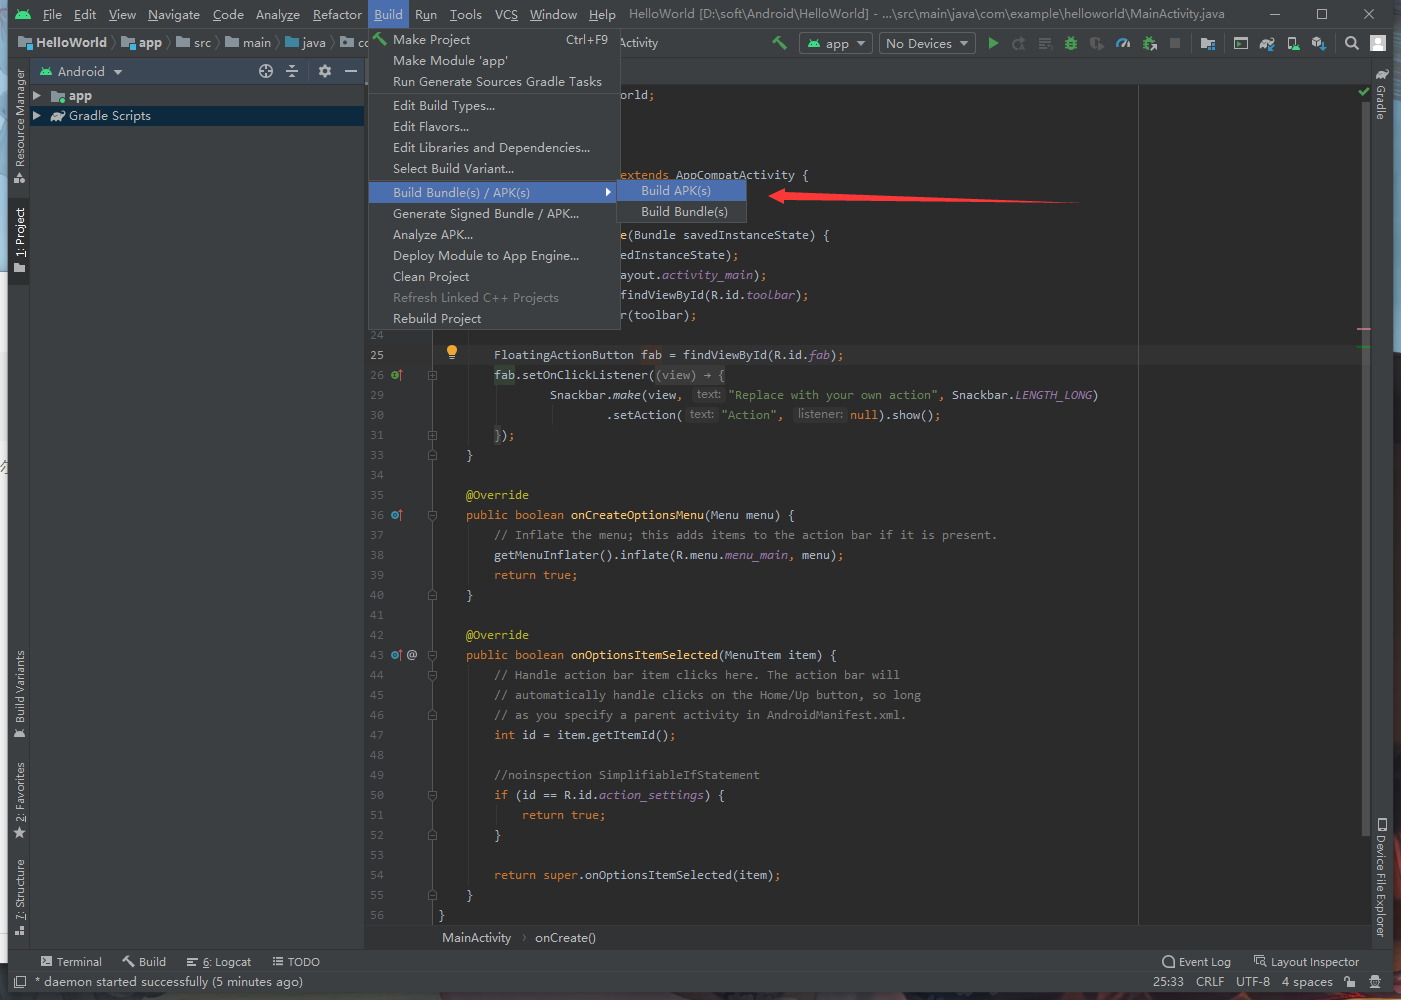 File Edit View Navigate Code Analyze Refactor Build Run Tools VCS Window Help HelloWorld [D:\soft\Android\HelloWorld] - ...\src\main\java\com\example\helloworld\MainActivity.java
HelloWorld app src main java co Activity app No Devices
Make Project Ctrl+F9
Make Module 'app'
Run Generate Sources Gradle Tasks
Edit Build Types...
Edit Flavors...
Edit Libraries and Dependencies...
Select Build Variant...
Build Bundle(s) / APK(s)
Generate Signed Bundle / APK...
Analyze APK...
Deploy Module to App Engine...
Clean Project
Refresh Linked C++ Projects
Rebuild Project
Build APK(s)
Build Bundle(s)
Android
app
Gradle Scripts
Resource Manager
1: Project
Build Variants
2: Favorites
7: Structure
Gradle
Device File Explorer
orld;
extends AppCompatActivity {
e(Bundle savedInstanceState) {
edInstanceState);
ayout.activity_main);
findViewById(R.id.toolbar);
r(toolbar);
24
25 FloatingActionButton fab = findViewById(R.id.fab);
26 fab.setOnClickListener((view) → {
29 Snackbar.make(view, text: "Replace with your own action", Snackbar.LENGTH_LONG)
30 .setAction( text: "Action", listener: null).show();
31 });
33 }
34
35 @Override
36 public boolean onCreateOptionsMenu(Menu menu) {
37 // Inflate the menu; this adds items to the action bar if it is present.
38 getMenuInflater().inflate(R.menu.menu_main, menu);
39 return true;
40 }
41
42 @Override
43 @ public boolean onOptionsItemSelected(MenuItem item) {
44 // Handle action bar item clicks here. The action bar will
45 // automatically handle clicks on the Home/Up button, so long
46 // as you specify a parent activity in AndroidManifest.xml.
47 int id = item.getItemId();
48
49 //noinspection SimplifiableIfStatement
50 if (id == R.id.action_settings) {
51 return true;
52 }
53
54 return super.onOptionsItemSelected(item);
55 }
56 }
MainActivity › onCreate()
Terminal Build 6: Logcat TODO Event Log Layout Inspector
* daemon started successfully (5 minutes ago) 25:33 CRLF UTF-8 4 spaces